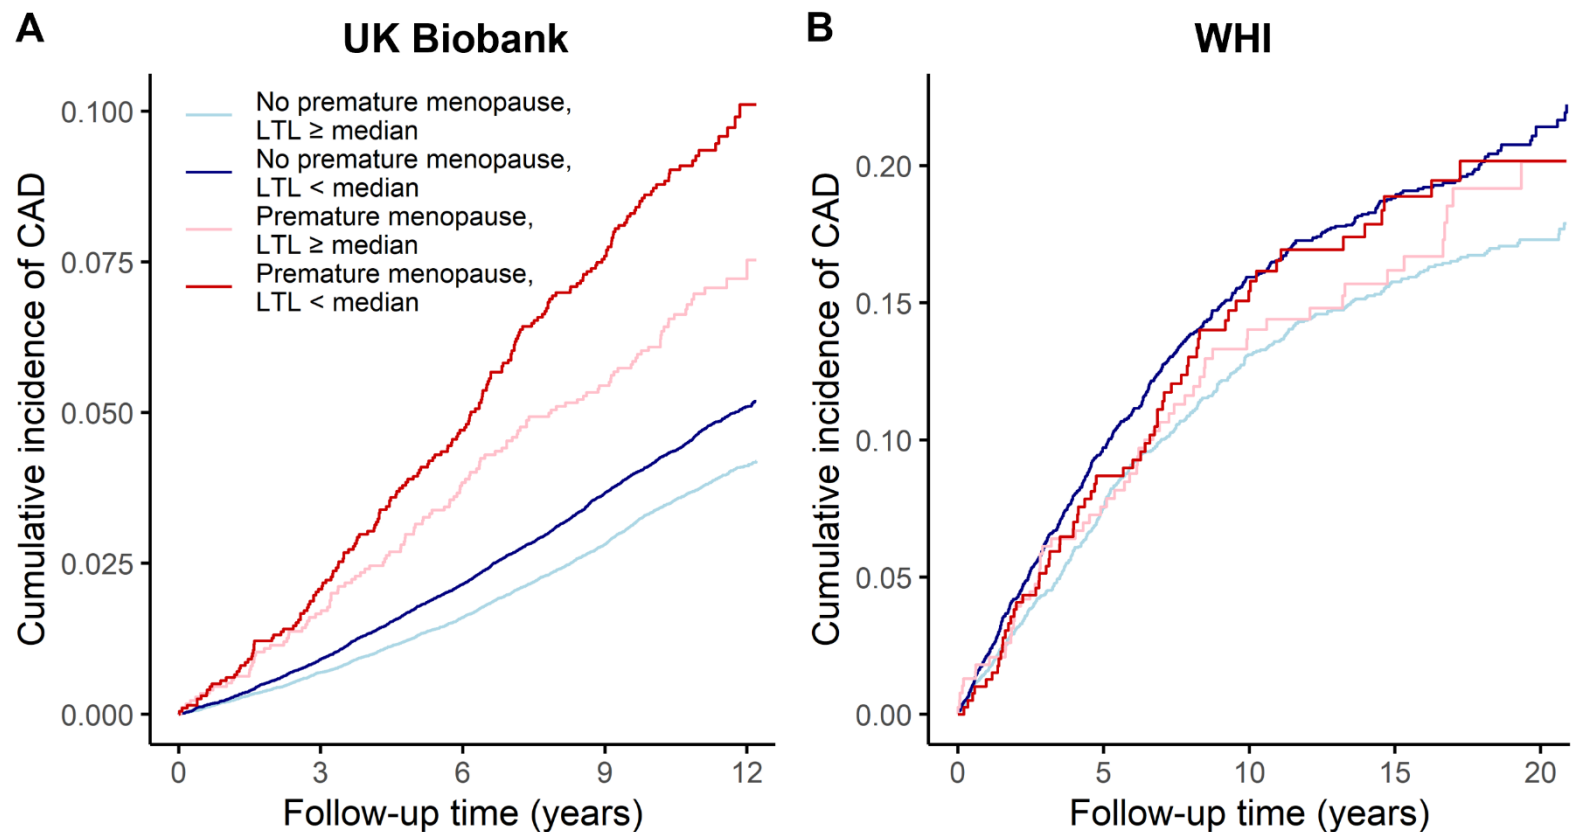 A
UK Biobank
Cumulative incidence of CAD
0.100
0.075
0.050
0.025
0.000
No premature menopause,
LTL ≥ median
No premature menopause,
LTL < median
Premature menopause,
LTL ≥ median
Premature menopause,
LTL < median
0 3 6 9 12
Follow-up time (years)
B
WHI
Cumulative incidence of CAD
0.20
0.15
0.10
0.05
0.00
0 5 10 15 20
Follow-up time (years)